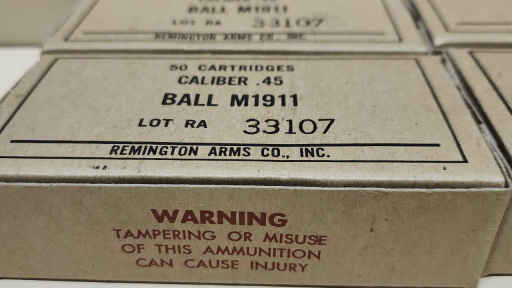 BALL M1911
LOT RA 33107
REMINGTON ARMS CO., INC.
50 CARTRIDGES
CALIBER .45
BALL M1911
LOT RA 33107
REMINGTON ARMS CO., INC.
WARNING
TAMPERING OR MISUSE
OF THIS AMMUNITION
CAN CAUSE INJURY